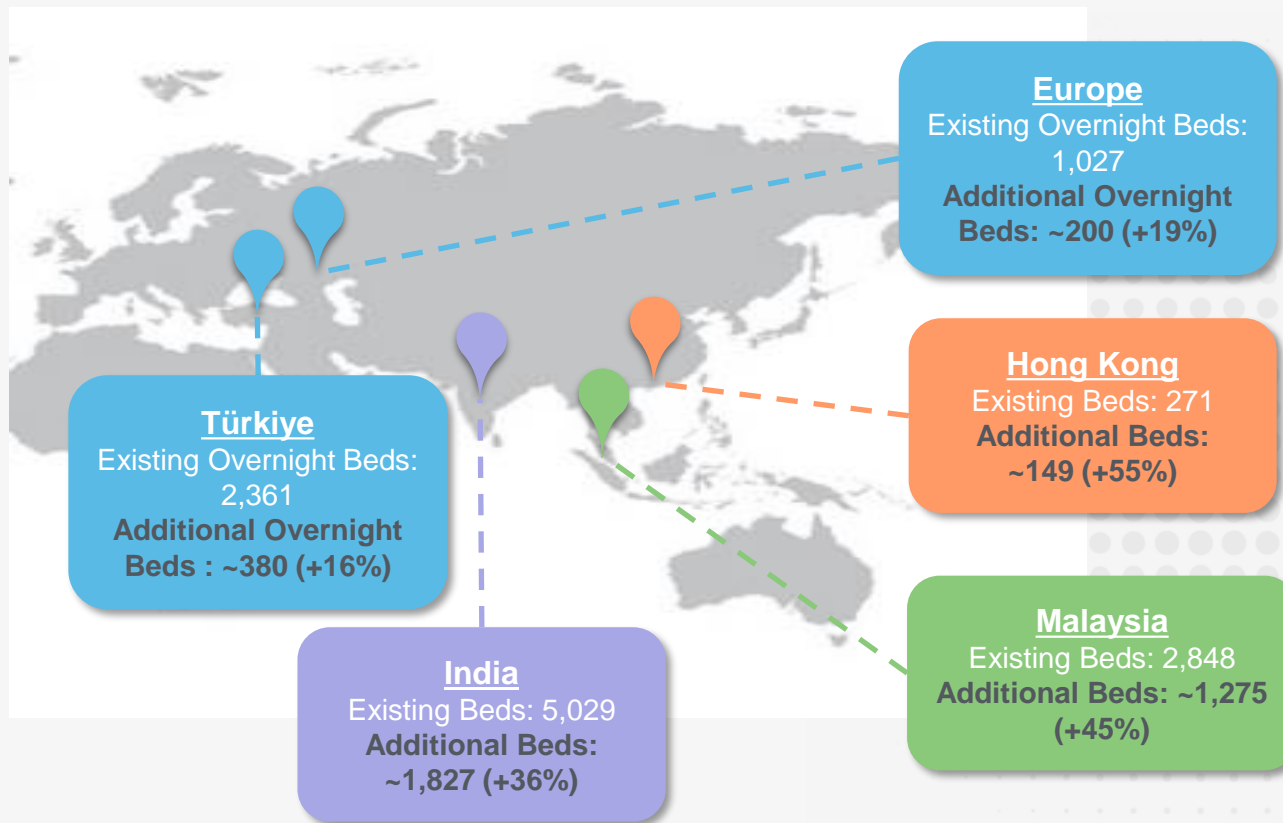 Europe
Existing Overnight Beds:
1,027
Additional Overnight
Beds: ~200 (+19%)
Hong Kong
Existing Beds: 271
Additional Beds:
~149 (+55%)
Türkiye
Existing Overnight Beds:
2,361
Additional Overnight
Beds : ~380 (+16%)
Malaysia
Existing Beds: 2,848
Additional Beds: ~1,275
(+45%)
India
Existing Beds: 5,029
Additional Beds:
~1,827 (+36%)